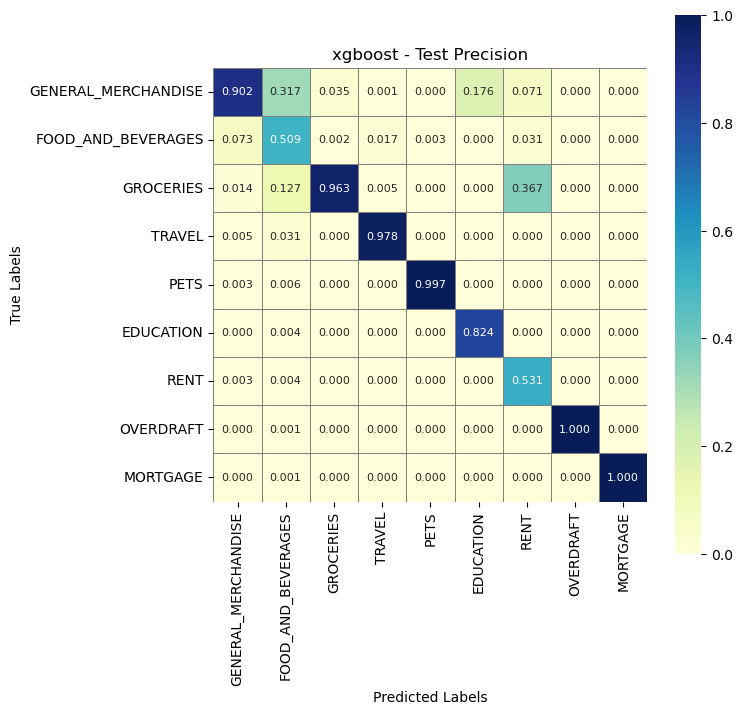 xgboost - Test Precision
True Labels
GENERAL_MERCHANDISE 0.902 0.317 0.035 0.001 0.000 0.176 0.071 0.000 0.000
FOOD_AND_BEVERAGES 0.073 0.509 0.002 0.017 0.003 0.000 0.031 0.000 0.000
GROCERIES 0.014 0.127 0.963 0.005 0.000 0.000 0.367 0.000 0.000
TRAVEL 0.005 0.031 0.000 0.978 0.000 0.000 0.000 0.000 0.000
PETS 0.003 0.006 0.000 0.000 0.997 0.000 0.000 0.000 0.000
EDUCATION 0.000 0.004 0.000 0.000 0.000 0.824 0.000 0.000 0.000
RENT 0.003 0.004 0.000 0.000 0.000 0.000 0.531 0.000 0.000
OVERDRAFT 0.000 0.001 0.000 0.000 0.000 0.000 0.000 1.000 0.000
MORTGAGE 0.000 0.001 0.000 0.000 0.000 0.000 0.000 0.000 1.000
GENERAL_MERCHANDISE
FOOD_AND_BEVERAGES
GROCERIES
TRAVEL
PETS
EDUCATION
RENT
OVERDRAFT
MORTGAGE
Predicted Labels
1.0
0.8
0.6
0.4
0.2
0.0